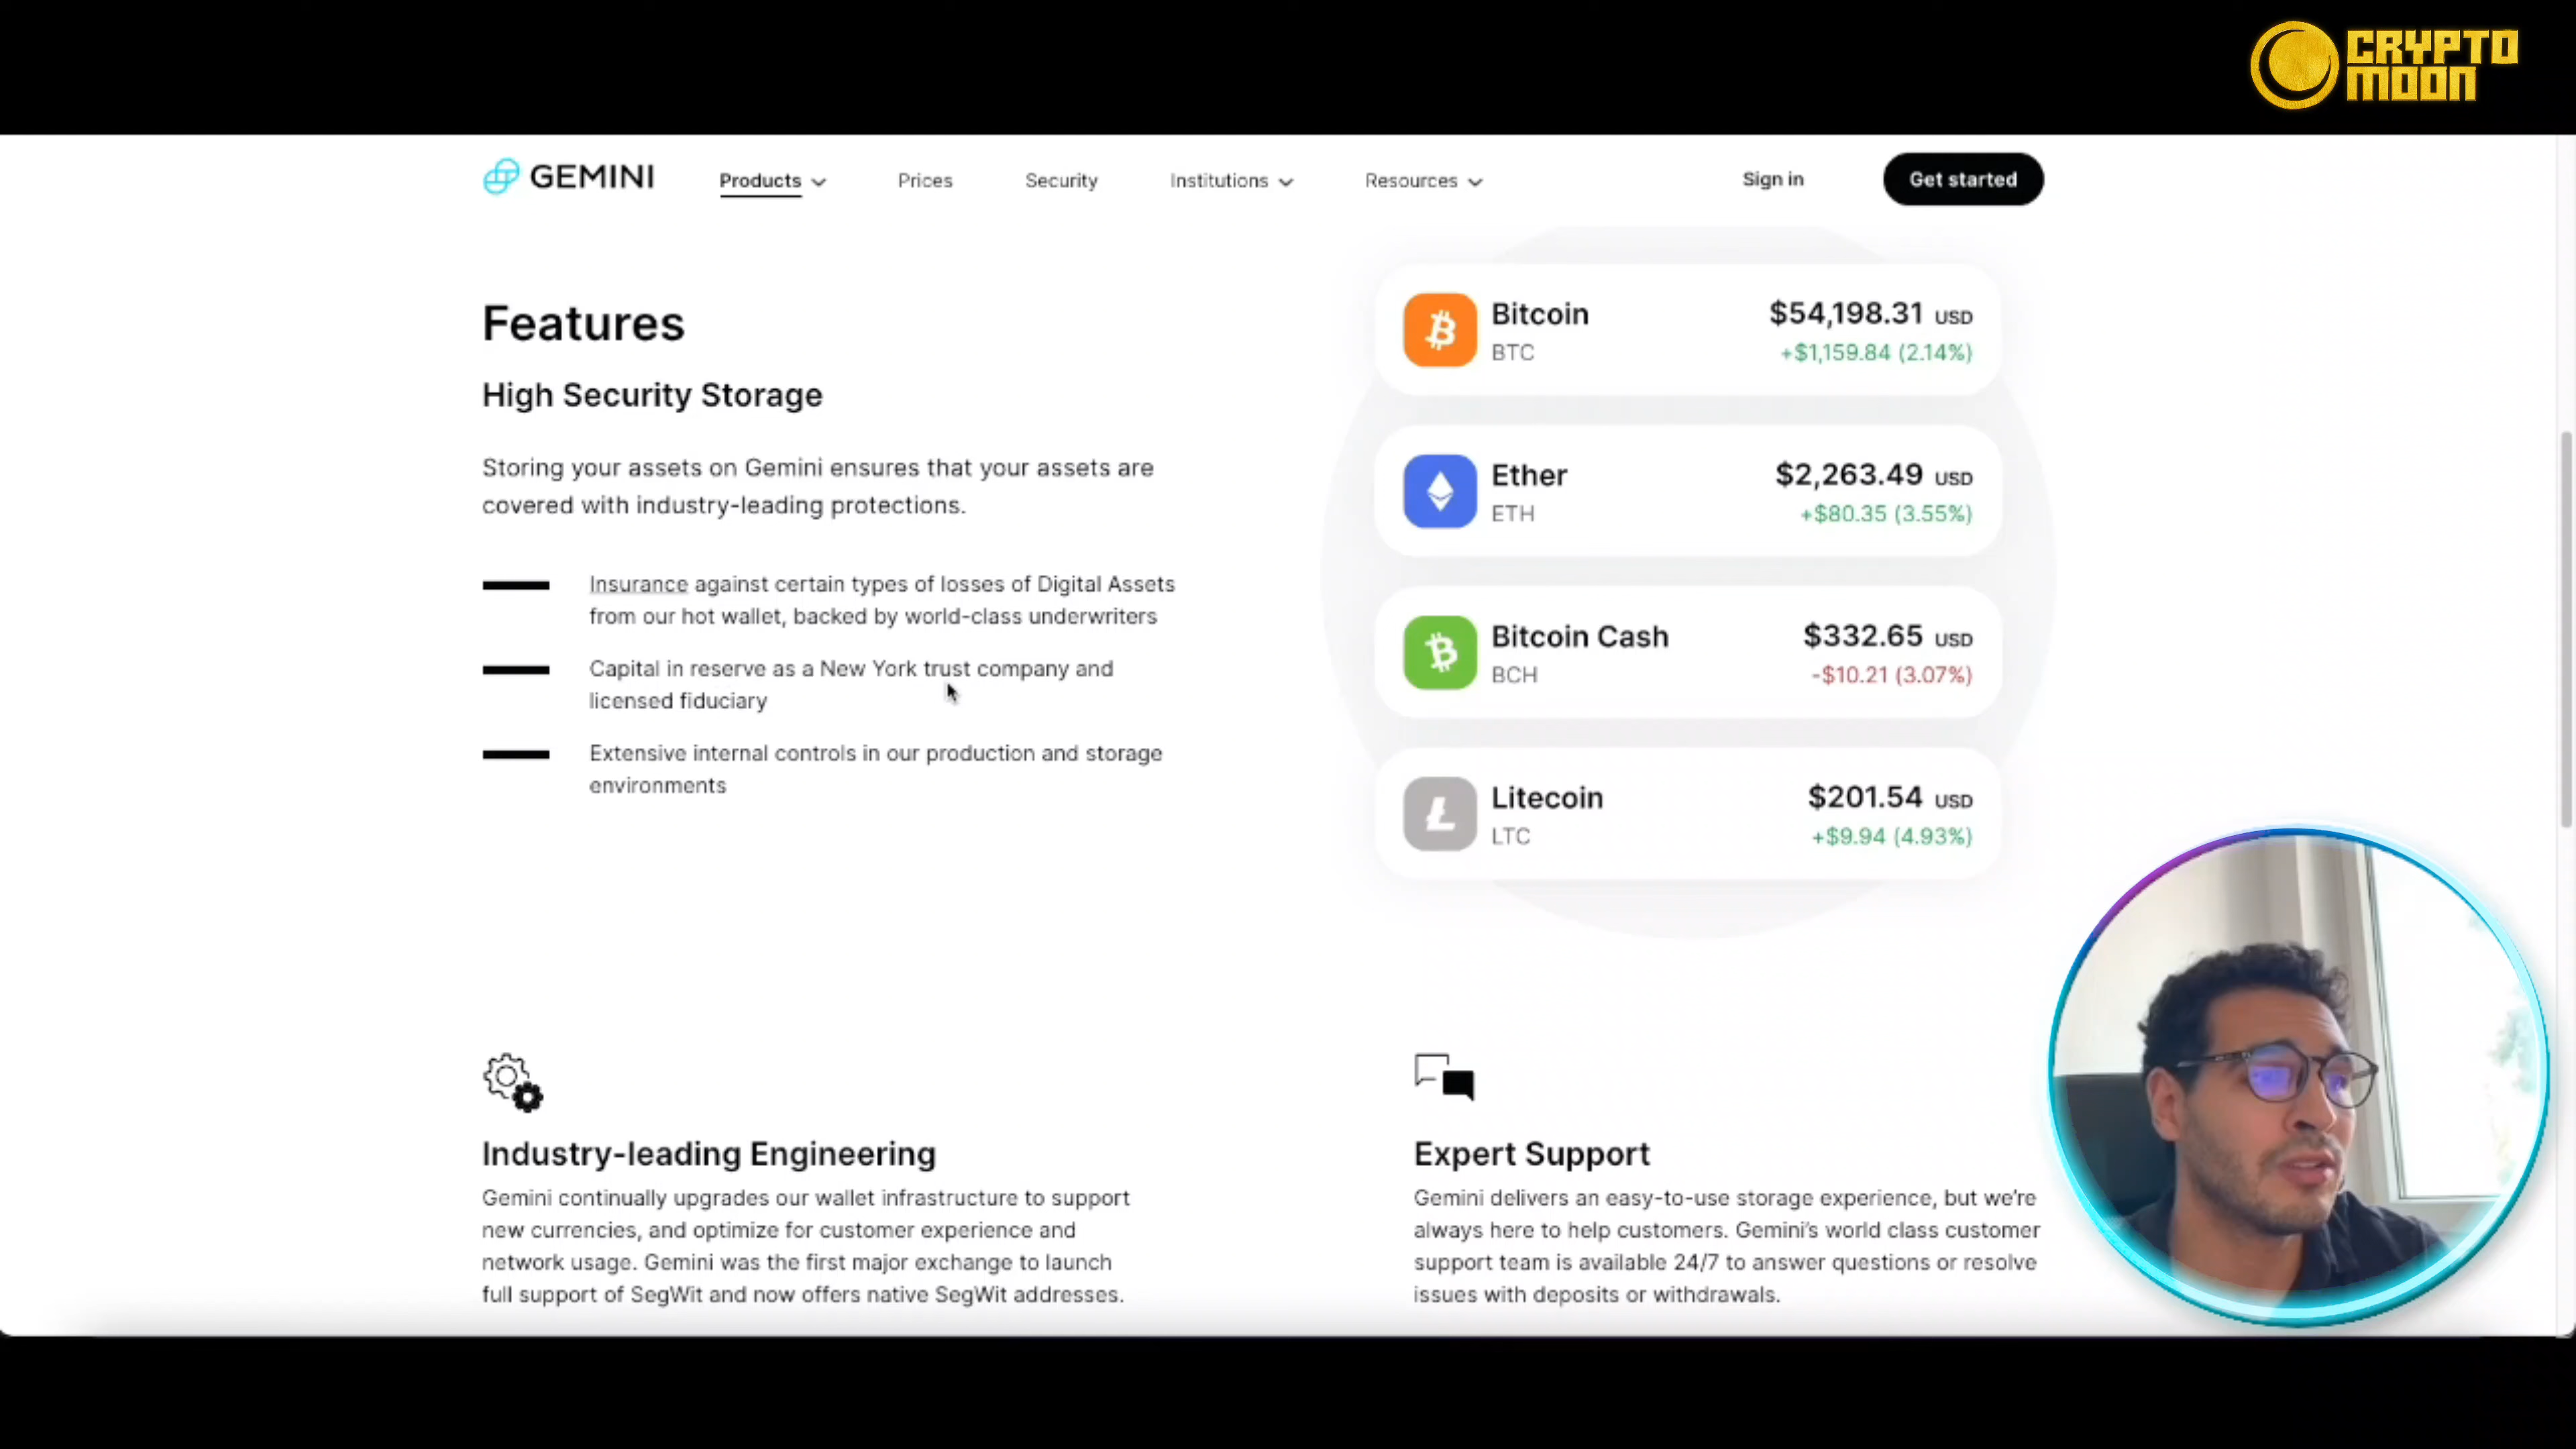 CRYPTO
MOON
GEMINI
Products
Prices
Security
Institutions
Resources
Sign in
Get started
Features
High Security Storage
Storing your assets on Gemini ensures that your assets are
covered with industry-leading protections.
Insurance against certain types of losses of Digital Assets
from our hot wallet, backed by world-class underwriters
Capital in reserve as a New York trust company and
licensed fiduciary
Extensive internal controls in our production and storage
environments
Bitcoin $54,198.31 USD
BTC +$1,159.84 (2.14%)
Ether $2,263.49 USD
ETH +$80.35 (3.55%)
Bitcoin Cash $332.65 USD
BCH -$10.21 (3.07%)
Litecoin $201.54 USD
LTC +$9.94 (4.93%)
Industry-leading Engineering
Gemini continually upgrades our wallet infrastructure to support
new currencies, and optimize for customer experience and
network usage. Gemini was the first major exchange to launch
full support of SegWit and now offers native SegWit addresses.
Expert Support
Gemini delivers an easy-to-use storage experience, but we're
always here to help customers. Gemini's world class customer
support team is available 24/7 to answer questions or resolve
issues with deposits or withdrawals.